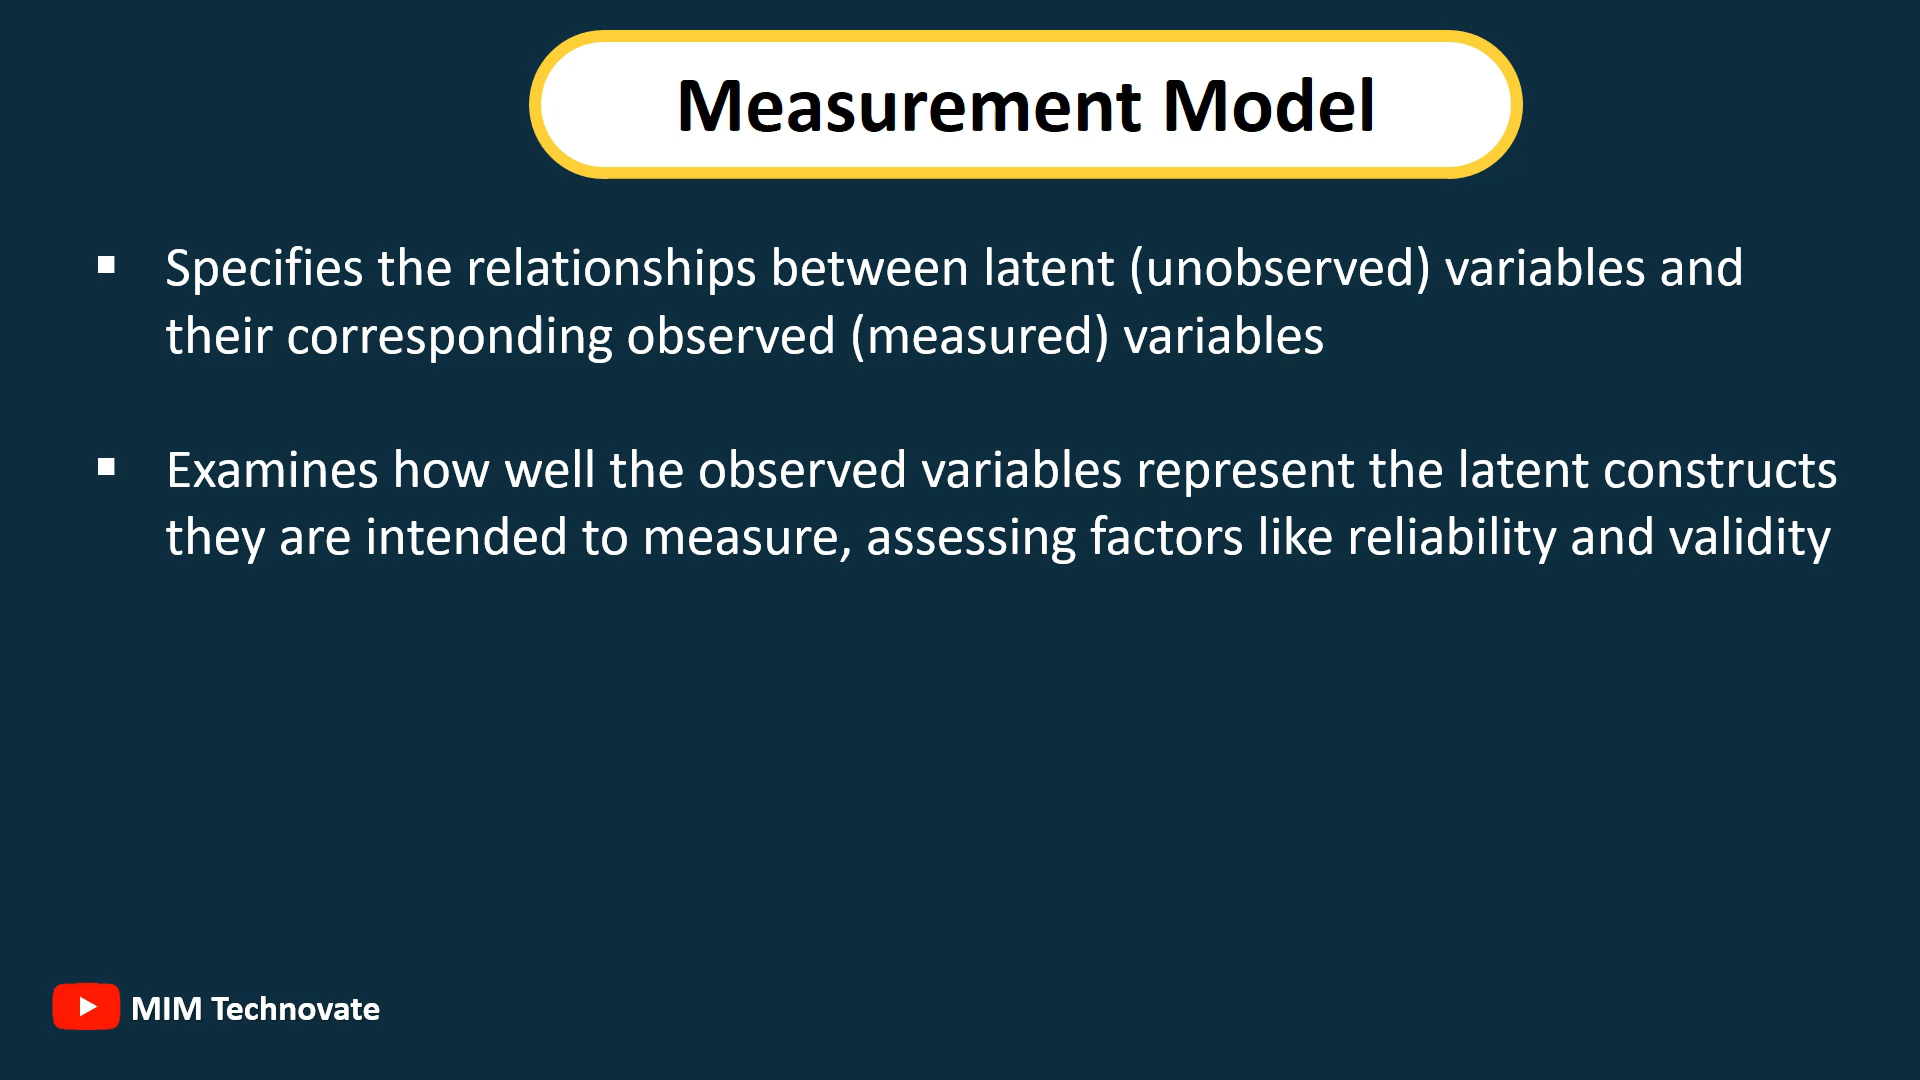 Measurement Model
▪ Specifies the relationships between latent (unobserved) variables and
their corresponding observed (measured) variables
▪ Examines how well the observed variables represent the latent constructs
they are intended to measure, assessing factors like reliability and validity
MIM Technovate